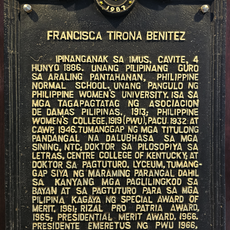 1987
FRANCISCA TIRONA BENITEZ
IPINANGANAK SA IMUS, CAVITE, 4
HUNYO 1886. UNANG PILIPINANG GURO
SA ARALING PANTAHANAN, PHILIPPINE
NORMAL SCHOOL, UNANG PANGULO NG
PHILIPPINE WOMEN'S UNIVERSITY. ISA SA
MGA TAGAPAGTATAG NG ASOCIACION
DE DAMAS FILIPINAS, 1913; PHILIPPINE
WOMEN'S COLLEGE, 1919 (PWU); PACU 1932 AT
CAWP, 1946. TUMANGGAP NG MGA TITULONG
PANDANGAL NA DALUBHASA SA MGA
SINING, NTC; DOKTOR SA PILOSOPIYA SA
LETRAS, CENTRE COLLEGE OF KENTUCKY, AT
DOKTOR SA PAGTUTURO, LYCEUM, TUMANG-
GAP SIYA NG MARAMING PARANGAL DAHIL
SA KANYANG MGA PAGLILINGKOD SA
BAYAN AT SA PAGTUTURO PARA SA MGA
PILIPINA KAGAYA NG SPECIAL AWARD OF
MERIT, 1961; RIZAL PRO PATRIA AWARD,
1965; PRESIDENTIAL MERIT AWARD, 1966.
PRESIDENTE EMERETUS NG PWU 1966,